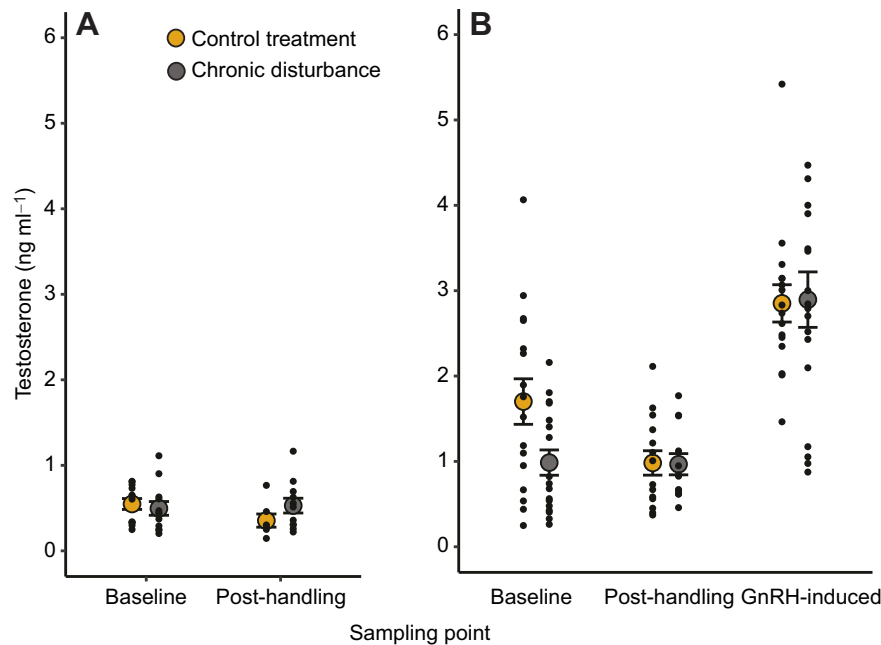 A
Control treatment
Chronic disturbance
6
5
4
3
2
1
0
Testosterone (ng ml⁻¹)
Baseline
Post-handling
B
6
5
4
3
2
1
0
Baseline
Post-handling
GnRH-induced
Sampling point